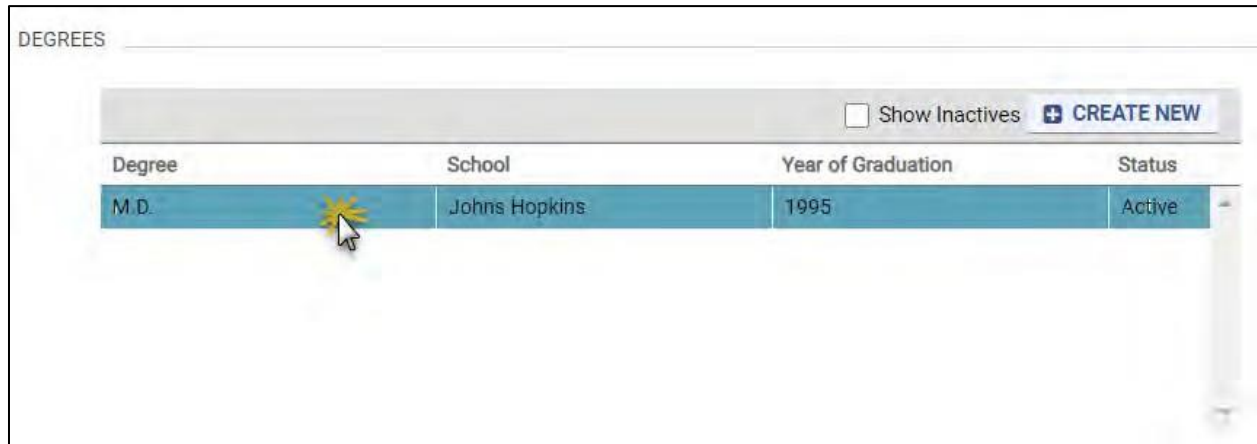 DEGREES
Show Inactives CREATE NEW
Degree School Year of Graduation Status
M.D. Johns Hopkins 1995 Active